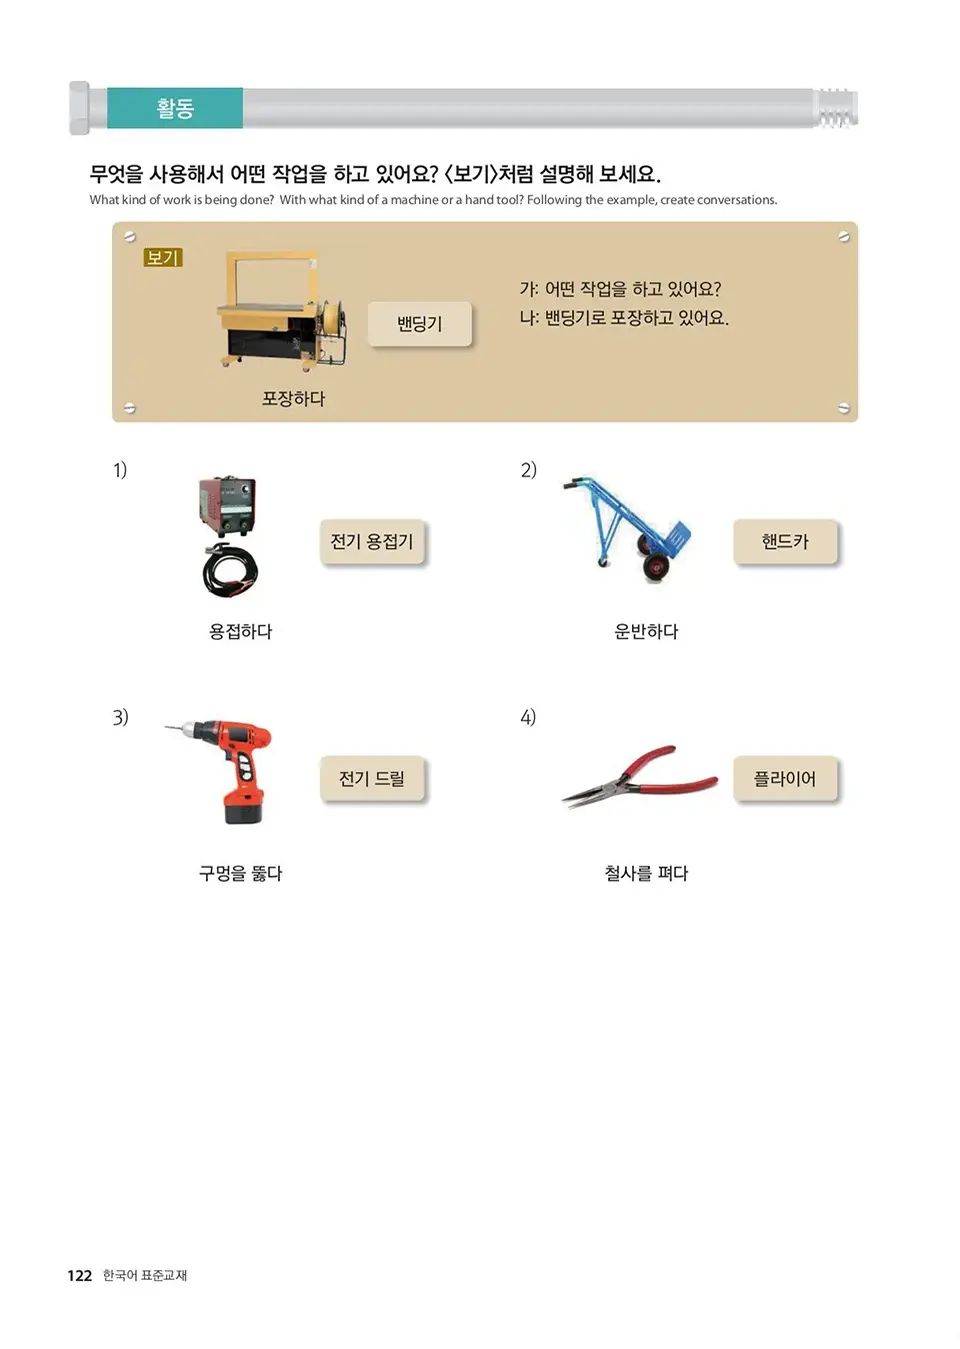 활동
무엇을 사용해서 어떤 작업을 하고 있어요? 〈보기〉처럼 설명해 보세요.
What kind of work is being done? With what kind of a machine or a hand tool? Following the example, create conversations.
보기
밴딩기
포장하다
가: 어떤 작업을 하고 있어요?
나: 밴딩기로 포장하고 있어요.
1)
전기 용접기
용접하다
2)
핸드카
운반하다
3)
전기 드릴
구멍을 뚫다
4)
플라이어
철사를 펴다
122 한국어 표준교재